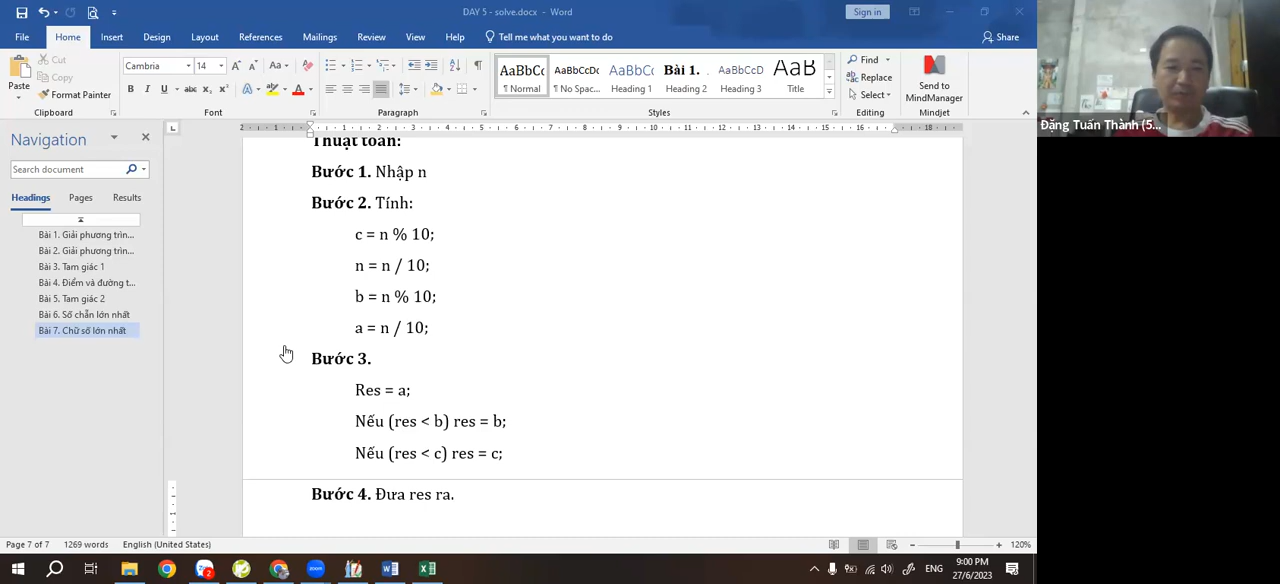 DAY 5 - solve.docx - Word
Sign in
File Home Insert Design Layout References Mailings Review View Help Tell me what you want to do Share
Paste
Cut
Copy
Format Painter
Clipboard
Cambria 14
Font
Paragraph
AaBbCc AaBbCcDc AaBbCc Bài 1. AaBbCcD AaB
¶ Normal ¶ No Spac... Heading 1 Heading 2 Heading 3 Title
Styles
Find
Replace
Select
Editing
Send to
MindManager
Mindjet
Navigation
Search document
Headings Pages Results
Bài 1. Giải phương trìn...
Bài 2. Giải phương trìn...
Bài 3. Tam giác 1
Bài 4. Điểm và đường t...
Bài 5. Tam giác 2
Bài 6. Số chẵn lớn nhất
Bài 7. Chữ số lớn nhất
Thuật toán:
Bước 1. Nhập n
Bước 2. Tính:
c = n % 10;
n = n / 10;
b = n % 10;
a = n / 10;
Bước 3.
Res = a;
Nếu (res < b) res = b;
Nếu (res < c) res = c;
Bước 4. Đưa res ra.
Đặng Tuấn Thành (5...
Page 7 of 7 1269 words English (United States) 120%
ENG
9:00 PM
27/6/2023